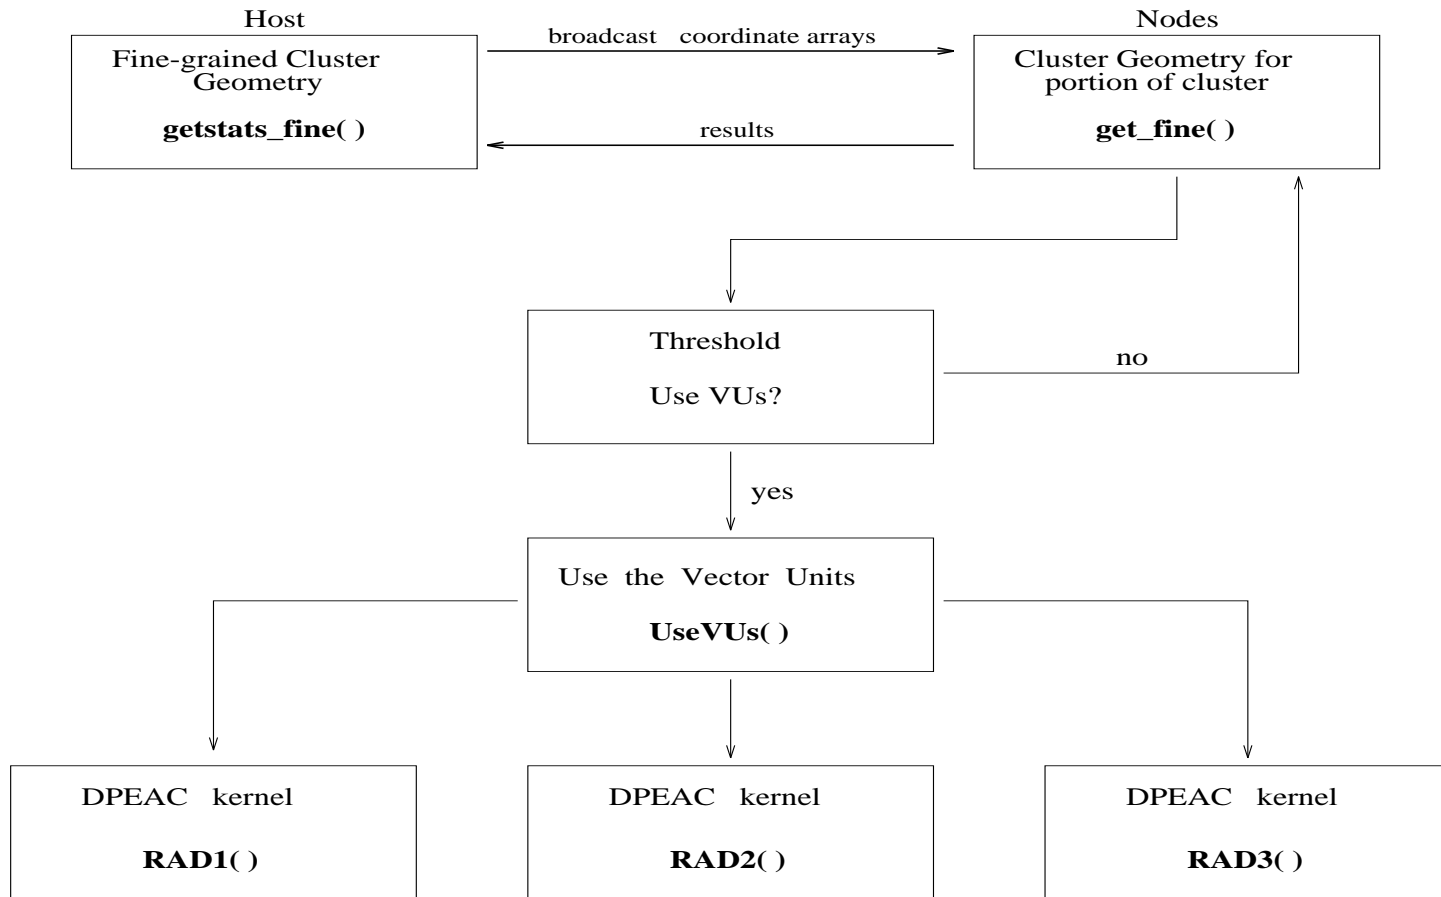 Host
Nodes
Fine-grained Cluster
Geometry
getstats_fine( )
broadcast coordinate arrays
results
Cluster Geometry for
portion of cluster
get_fine( )
Threshold
Use VUs?
no
yes
Use the Vector Units
UseVUs( )
DPEAC kernel
RAD1( )
DPEAC kernel
RAD2( )
DPEAC kernel
RAD3( )